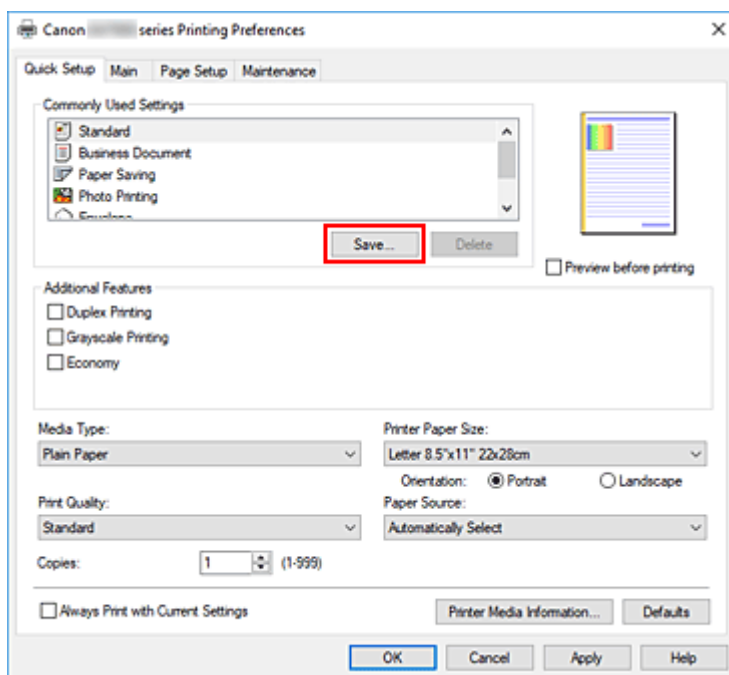 Canon series Printing Preferences
Quick Setup Main Page Setup Maintenance
Commonly Used Settings
Standard
Business Document
Paper Saving
Photo Printing
Envelope
Save... Delete
Preview before printing
Additional Features
Duplex Printing
Grayscale Printing
Economy
Media Type: Printer Paper Size:
Plain Paper Letter 8.5"x11" 22x28cm
Orientation: Portrait Landscape
Print Quality: Paper Source:
Standard Automatically Select
Copies: 1 (1-999)
Always Print with Current Settings Printer Media Information... Defaults
OK Cancel Apply Help